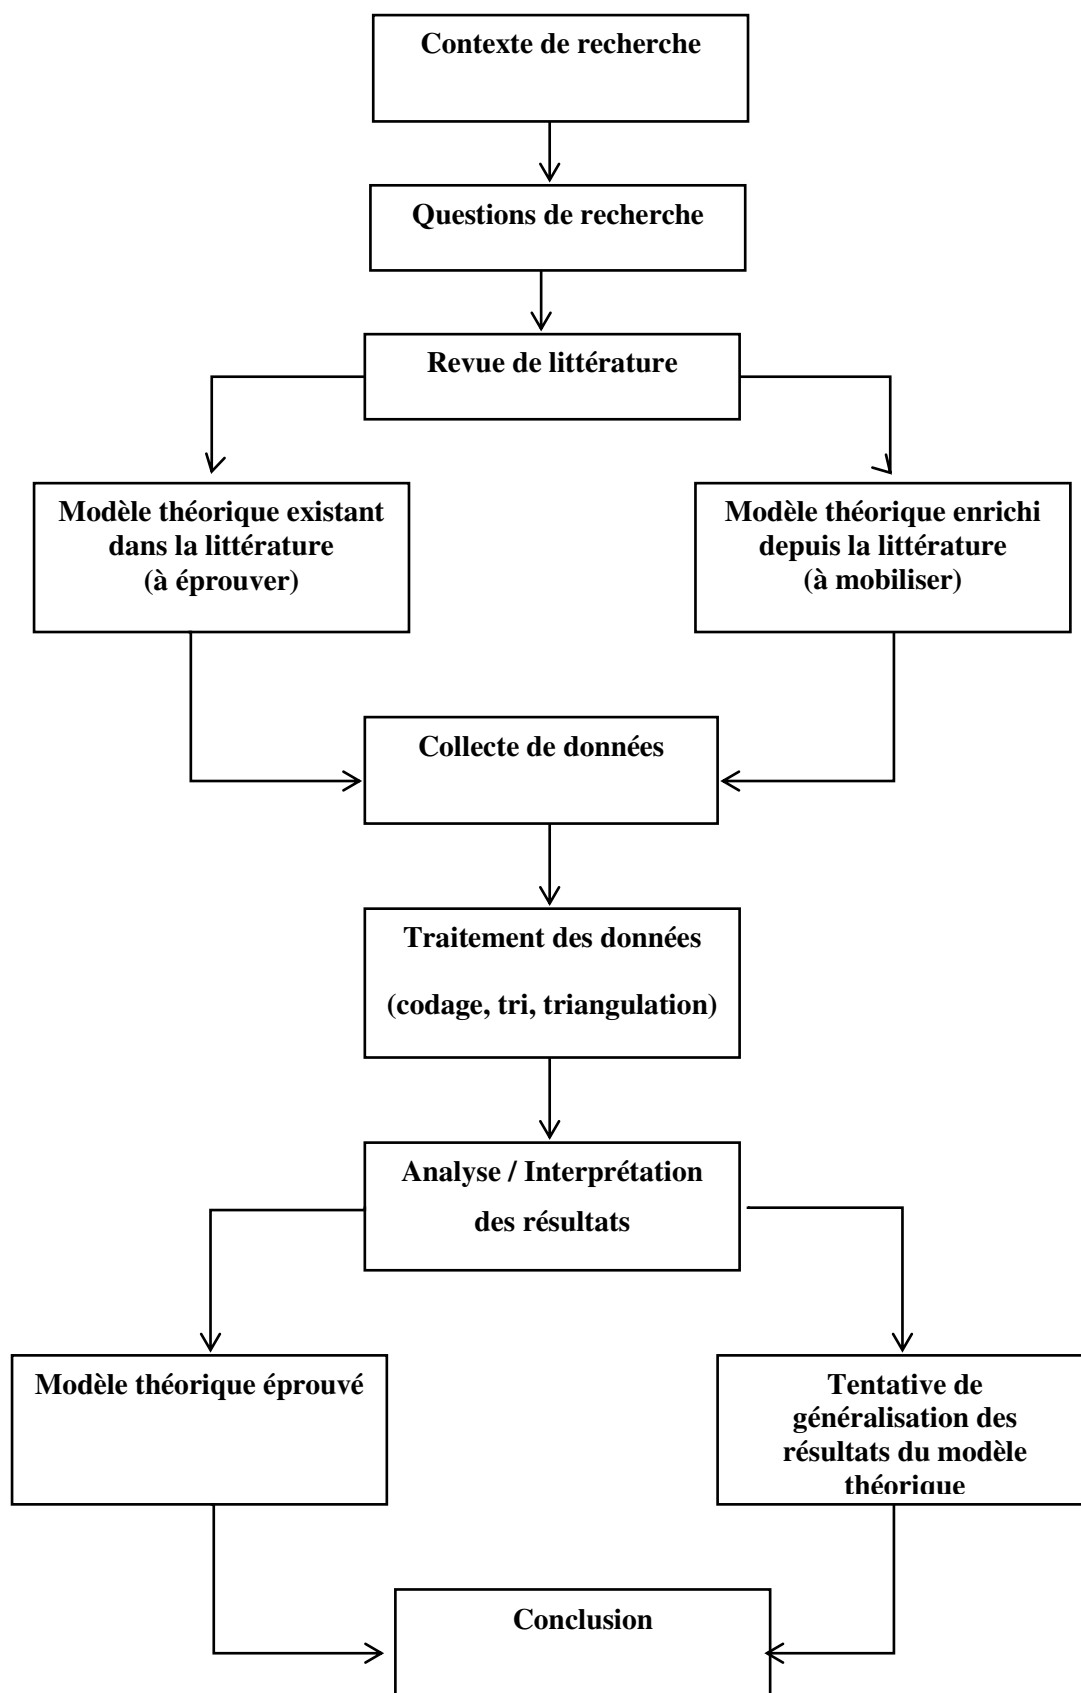 Contexte de recherche
Questions de recherche
Revue de littérature
Modèle théorique existant
dans la littérature
(à éprouver)
Modèle théorique enrichi
depuis la littérature
(à mobiliser)
Collecte de données
Traitement des données
(codage, tri, triangulation)
Analyse / Interprétation
des résultats
Modèle théorique éprouvé
Tentative de
généralisation des
résultats du modèle
théorique
Conclusion